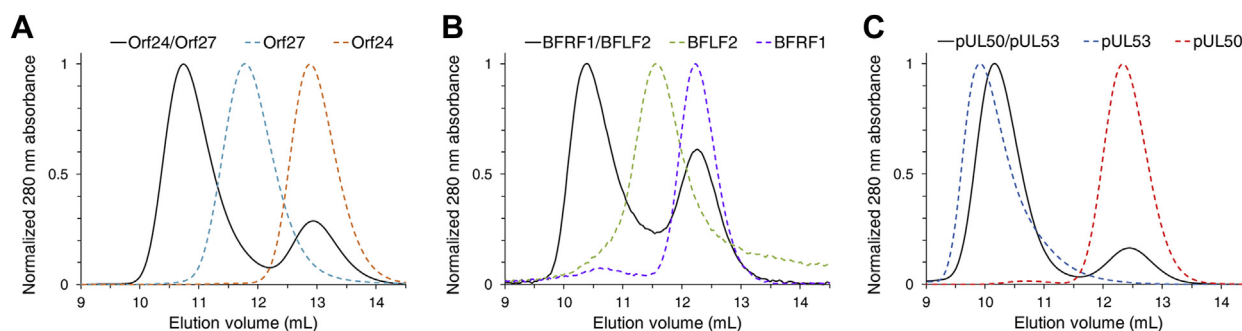 A
Orf24/Orf27 Orf27 Orf24
Normalized 280 nm absorbance
1
0.5
0
9 10 11 12 13 14
Elution volume (mL)
B
BFRF1/BFLF2 BFLF2 BFRF1
Normalized 280 nm absorbance
1
0.5
0
9 10 11 12 13 14
Elution volume (mL)
C
pUL50/pUL53 pUL53 pUL50
Normalized 280 nm absorbance
1
0.5
0
9 10 11 12 13 14
Elution volume (mL)